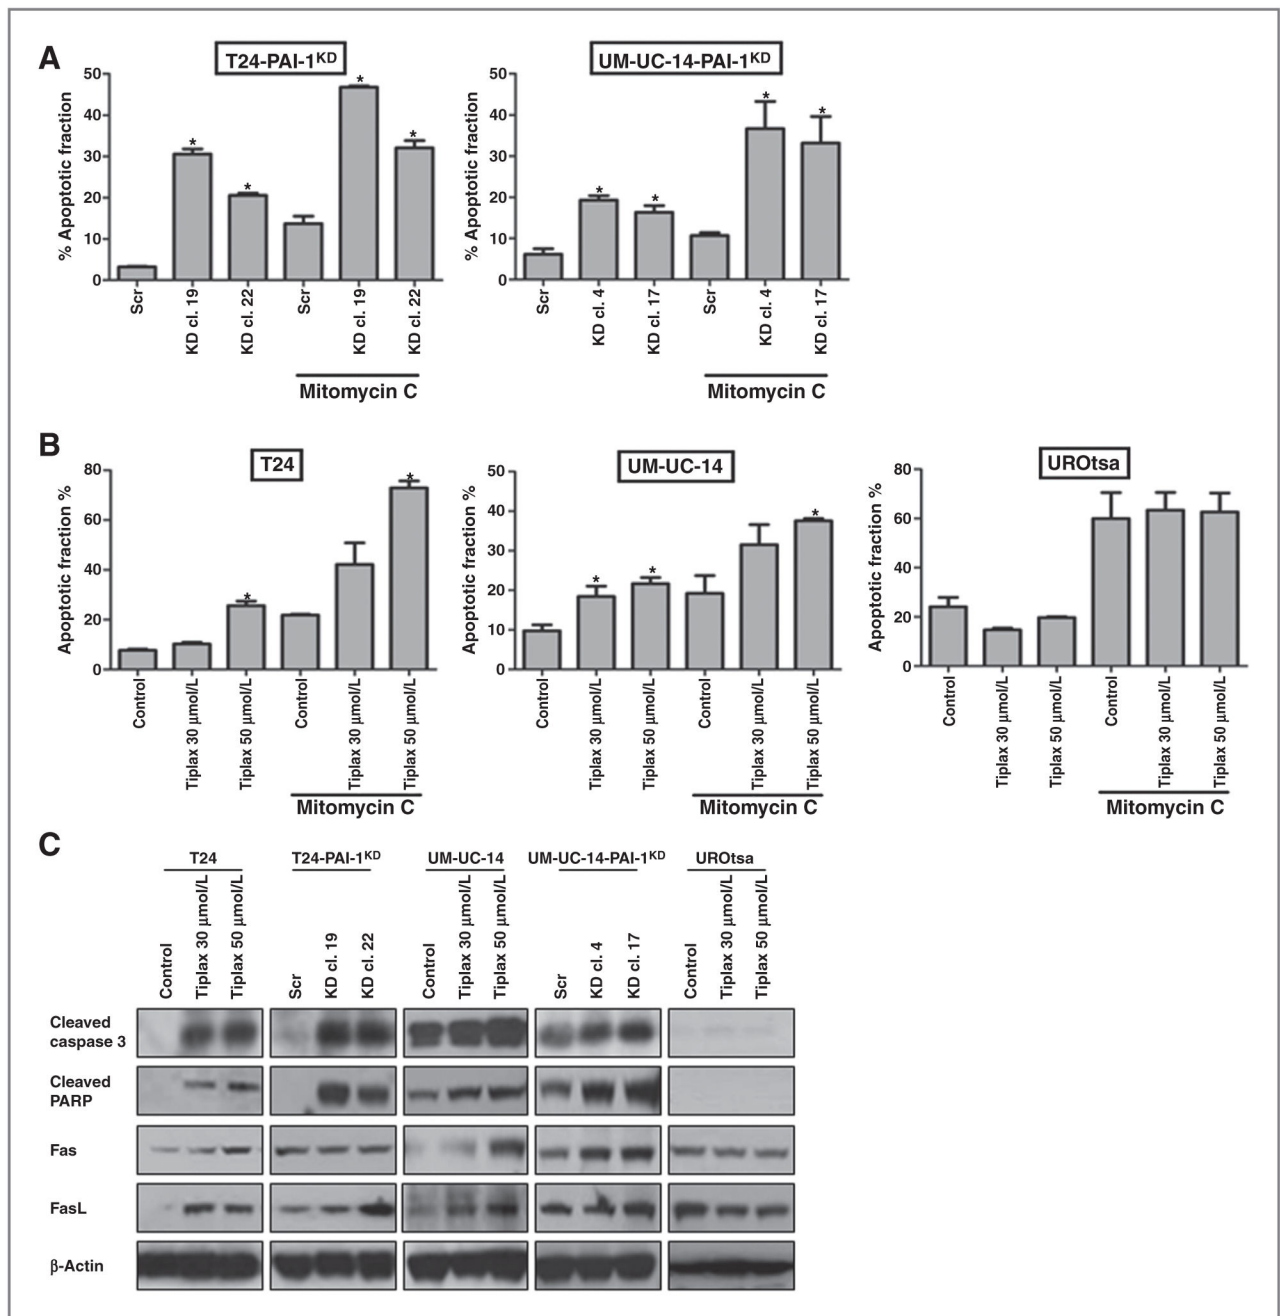 A
T24-PAI-1KD
UM-UC-14-PAI-1KD
% Apoptotic fraction
50
40
30
20
10
0
* * * *
Scr
KD cl. 19
KD cl. 22
Scr
KD cl. 19
KD cl. 22
Mitomycin C
% Apoptotic fraction
50
40
30
20
10
0
* * * *
Scr
KD cl. 4
KD cl. 17
Scr
KD cl. 4
KD cl. 17
Mitomycin C
B
T24
UM-UC-14
UROtsa
Apoptotic fraction %
80
60
40
20
0
* *
Control
Tiplax 30 μmol/L
Tiplax 50 μmol/L
Control
Tiplax 30 μmol/L
Tiplax 50 μmol/L
Mitomycin C
Apoptotic fraction %
50
40
30
20
10
0
* * *
Control
Tiplax 30 μmol/L
Tiplax 50 μmol/L
Control
Tiplax 30 μmol/L
Tiplax 50 μmol/L
Mitomycin C
Apoptotic fraction %
80
60
40
20
0
Control
Tiplax 30 μmol/L
Tiplax 50 μmol/L
Control
Tiplax 30 μmol/L
Tiplax 50 μmol/L
Mitomycin C
C
T24
T24-PAI-1KD
UM-UC-14
UM-UC-14-PAI-1KD
UROtsa
Control
Tiplax 30 μmol/L
Tiplax 50 μmol/L
Scr
KD cl. 19
KD cl. 22
Control
Tiplax 30 μmol/L
Tiplax 50 μmol/L
Scr
KD cl. 4
KD cl. 17
Control
Tiplax 30 μmol/L
Tiplax 50 μmol/L
Cleaved
caspase 3
Cleaved
PARP
Fas
FasL
β-Actin